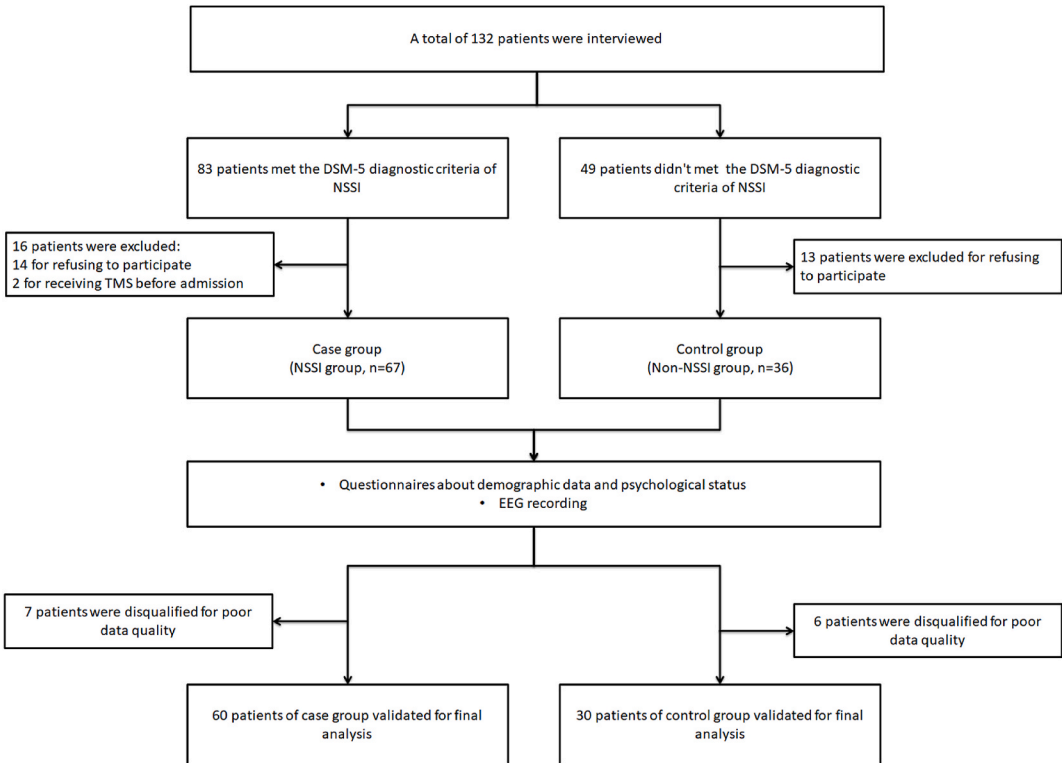 A total of 132 patients were interviewed
83 patients met the DSM-5 diagnostic criteria of
NSSI
49 patients didn't met the DSM-5 diagnostic
criteria of NSSI
16 patients were excluded:
14 for refusing to participate
2 for receiving TMS before admission
13 patients were excluded for refusing
to participate
Case group
(NSSI group, n=67)
Control group
(Non-NSSI group, n=36)
• Questionnaires about demographic data and psychological status
• EEG recording
7 patients were disqualified for poor
data quality
6 patients were disqualified for poor
data quality
60 patients of case group validated for final
analysis
30 patients of control group validated for final
analysis